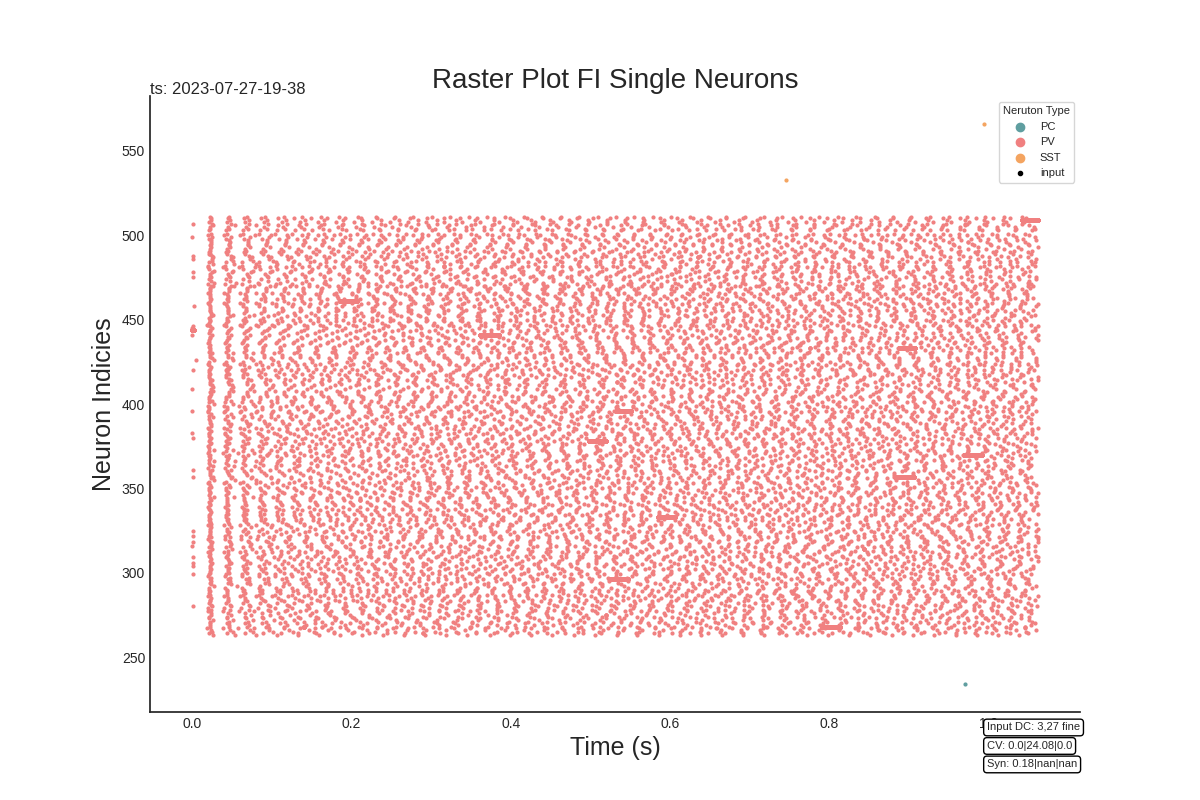 Raster Plot FI Single Neurons
ts: 2023-07-27-19-38
Neruton Type
PC
PV
SST
input
Neuron Indicies
550
500
450
400
350
300
250
0.0
0.2
0.4
0.6
0.8
Time (s)
Input DC: 3,27 fine
CV: 0.0|24.08|0.0
Syn: 0.18|nan|nan